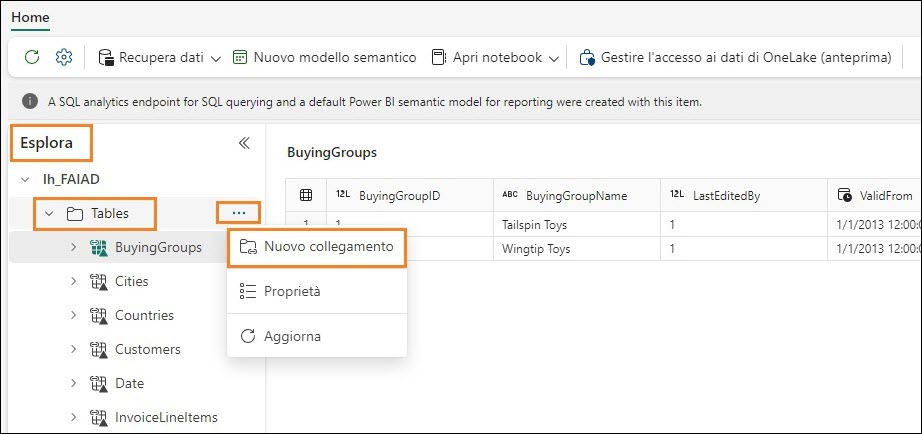 Home
Recupera dati Nuovo modello semantico Apri notebook Gestire l'accesso ai dati di OneLake (anteprima)
A SQL analytics endpoint for SQL querying and a default Power BI semantic model for reporting were created with this item.
Esplora
lh_FAIAD
Tables ...
BuyingGroups
Cities
Countries
Customers
Date
InvoiceLineItems
Nuovo collegamento
Proprietà
Aggiorna
BuyingGroups
12L BuyingGroupID ABC BuyingGroupName 12L LastEditedBy ValidFrom
1 1 Tailspin Toys 1 1/1/2013 12:00:0
Wingtip Toys 1 1/1/2013 12:00:0